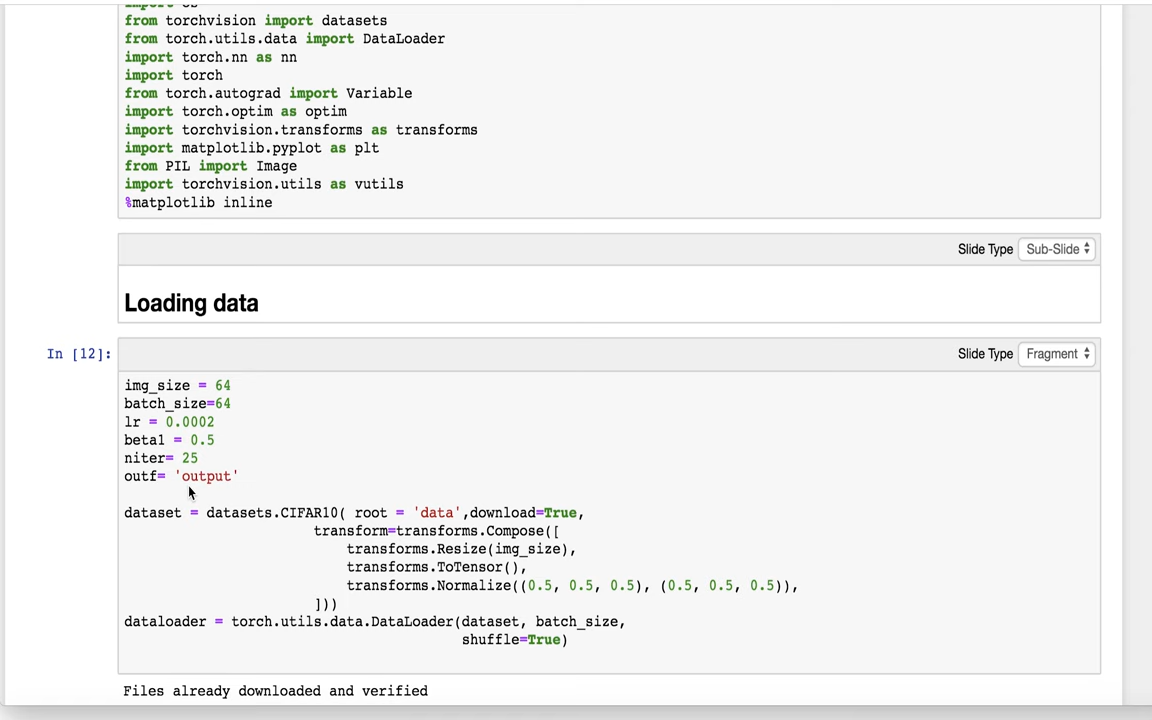 from torchvision import datasets
from torch.utils.data import DataLoader
import torch.nn as nn
import torch
from torch.autograd import Variable
import torch.optim as optim
import torchvision.transforms as transforms
import matplotlib.pyplot as plt
from PIL import Image
import torchvision.utils as vutils
%matplotlib inline
Slide Type Sub-Slide
Loading data
In [12]:
Slide Type Fragment
img_size = 64
batch_size=64
lr = 0.0002
beta1 = 0.5
niter= 25
outf= 'output'
dataset = datasets.CIFAR10( root = 'data',download=True,
transform=transforms.Compose([
transforms.Resize(img_size),
transforms.ToTensor(),
transforms.Normalize((0.5, 0.5, 0.5), (0.5, 0.5, 0.5)),
]))
dataloader = torch.utils.data.DataLoader(dataset, batch_size,
shuffle=True)
Files already downloaded and verified